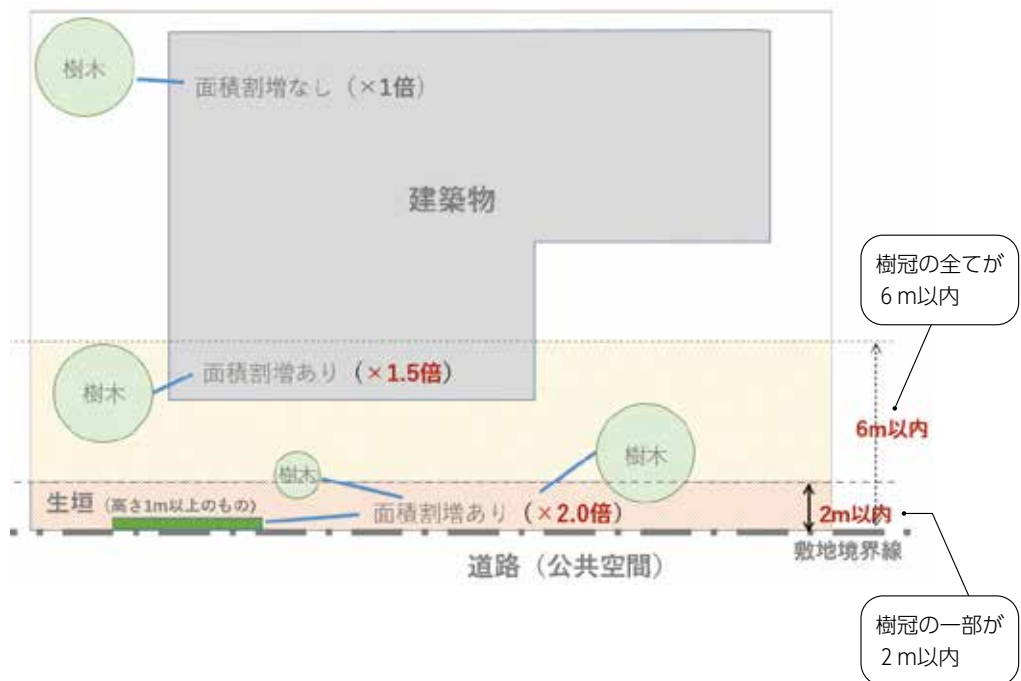 樹木
面積割増なし（×1倍）
建築物
樹冠の全てが
6m以内
面積割増あり（×1.5倍）
樹木
6m以内
樹木
樹木
生垣（高さ1m以上のもの）
面積割増あり（×2.0倍）
2m以内
敷地境界線
道路（公共空間）
樹冠の一部が
2m以内